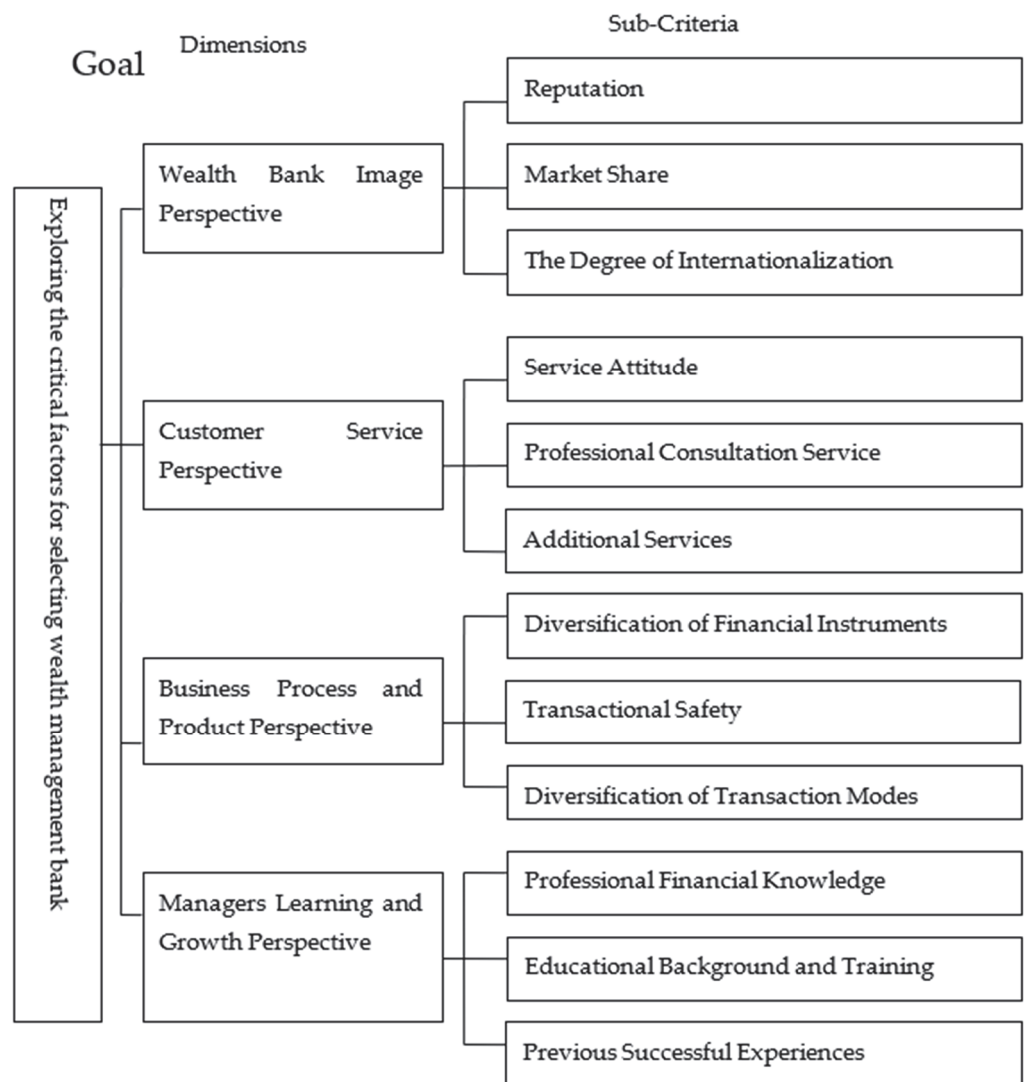 Goal
Dimensions
Sub-Criteria
Exploring the critical factors for selecting wealth management bank
Wealth Bank Image
Perspective
Reputation
Market Share
The Degree of Internationalization
Customer Service
Perspective
Service Attitude
Professional Consultation Service
Additional Services
Business Process and
Product Perspective
Diversification of Financial Instruments
Transactional Safety
Diversification of Transaction Modes
Managers Learning and
Growth Perspective
Professional Financial Knowledge
Educational Background and Training
Previous Successful Experiences